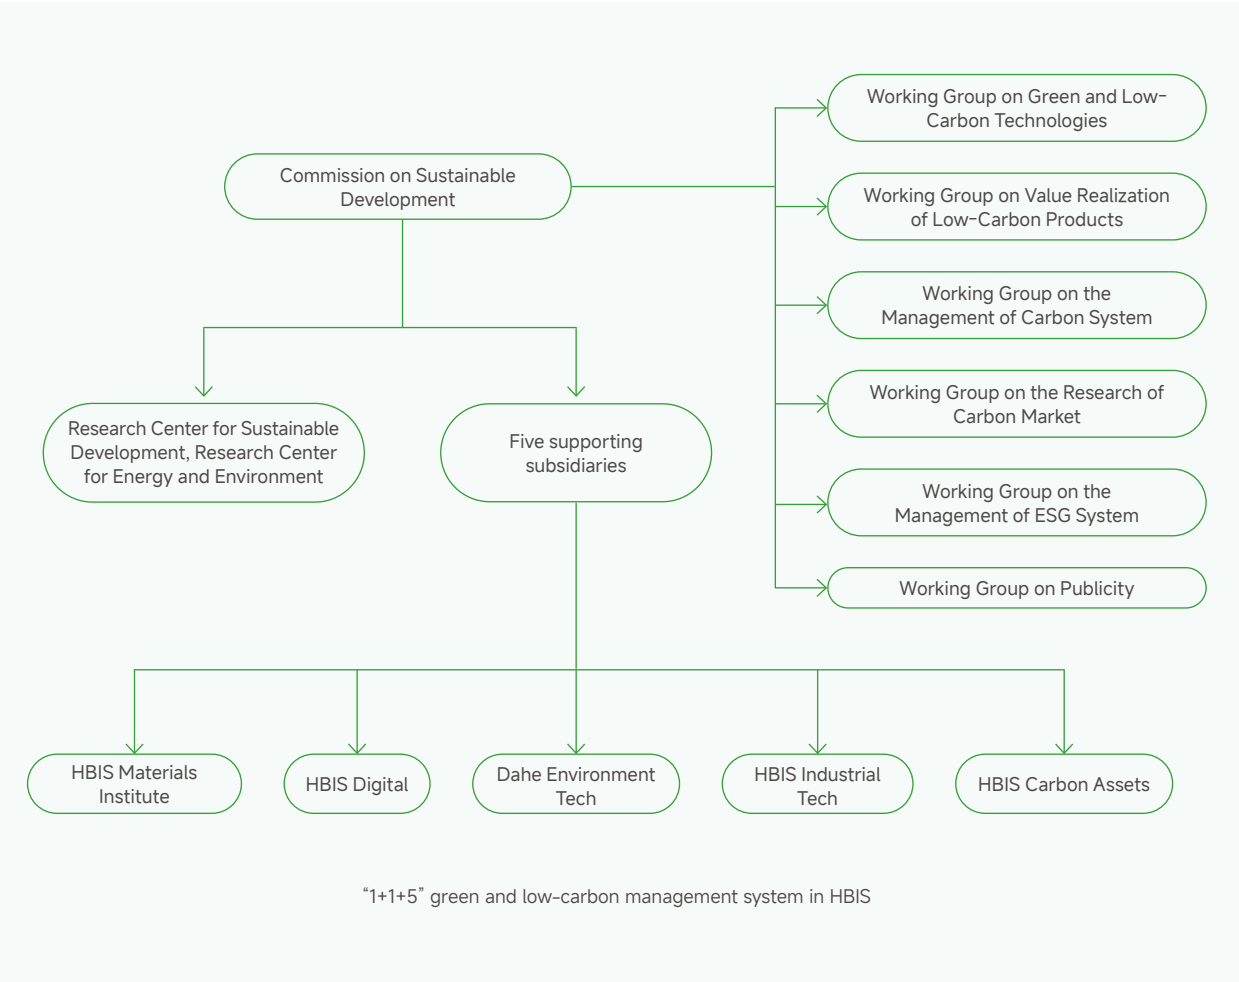 Commission on Sustainable
Development
Working Group on Green and Low-
Carbon Technologies
Working Group on Value Realization
of Low-Carbon Products
Working Group on the
Management of Carbon System
Working Group on the Research of
Carbon Market
Working Group on the
Management of ESG System
Working Group on Publicity
Research Center for Sustainable
Development, Research Center
for Energy and Environment
Five supporting
subsidiaries
HBIS Materials
Institute
HBIS Digital
Dahe Environment
Tech
HBIS Industrial
Tech
HBIS Carbon Assets
“1+1+5” green and low-carbon management system in HBIS